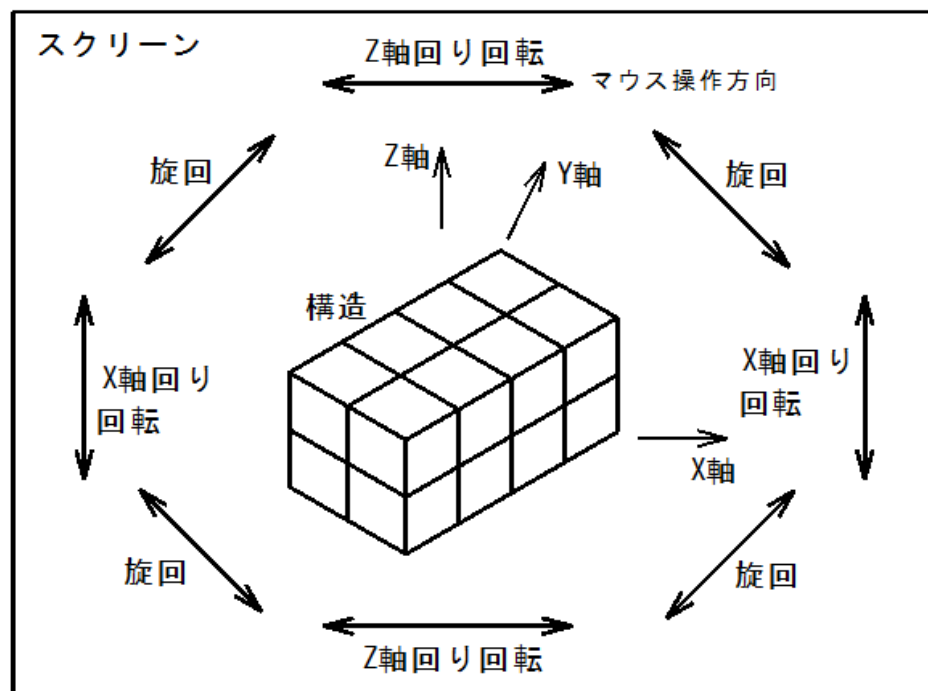 スクリーン
Z軸回り回転
マウス操作方向
旋回
Z軸
Y軸
旋回
構造
X軸回り
回転
X軸回り
回転
X軸
旋回
旋回
Z軸回り回転